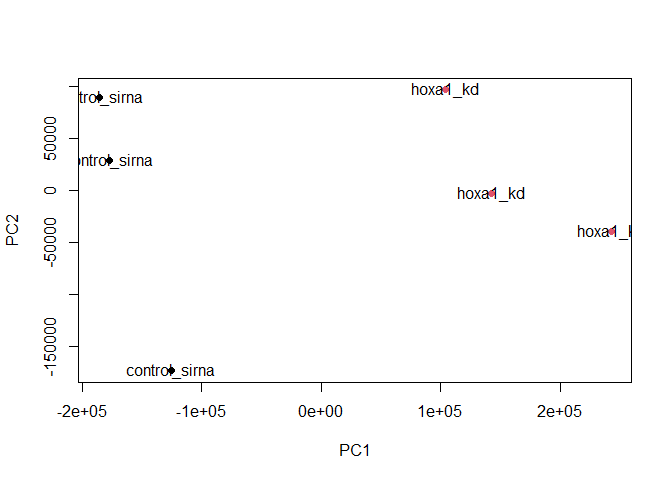 trol_sirna
hoxa1_kd
ontrol_sirna
hoxa1_kd
hoxa1_k
control_sirna
50000
0
-50000
-150000
PC2
-2e+05
-1e+05
0e+00
1e+05
2e+05
PC1